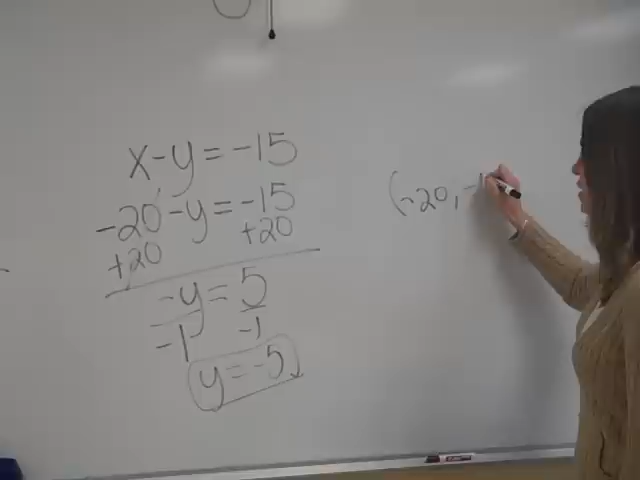 x-y=-15
-20-y=-15
+20 +20
-y=5
-1 -1
y=-5
(-20, -